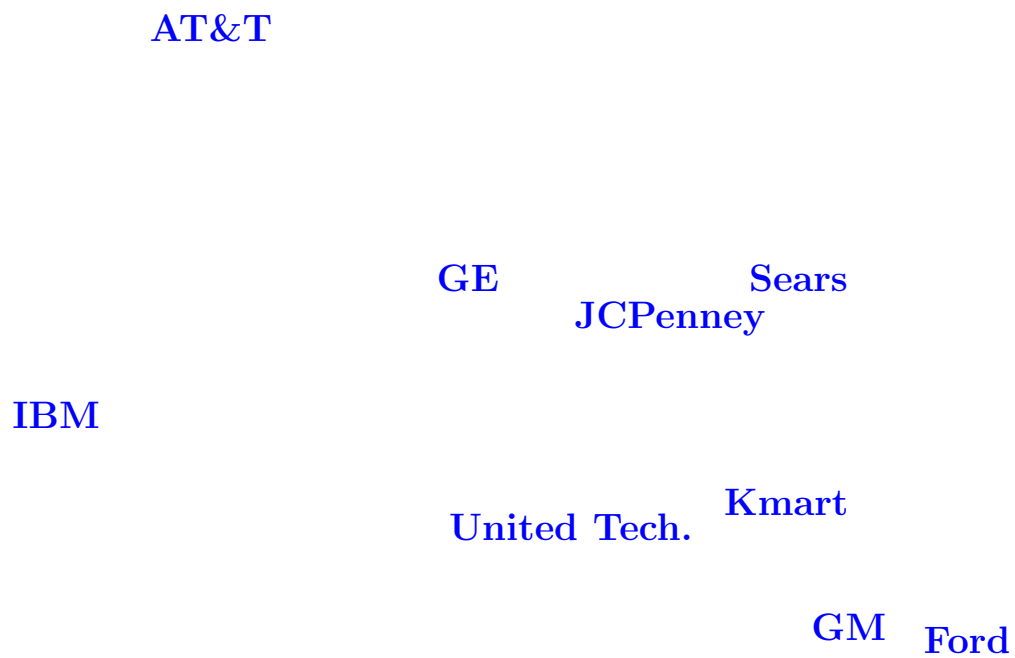 AT&T
GE
Sears
JCPenney
IBM
Kmart
United Tech.
GM
Ford